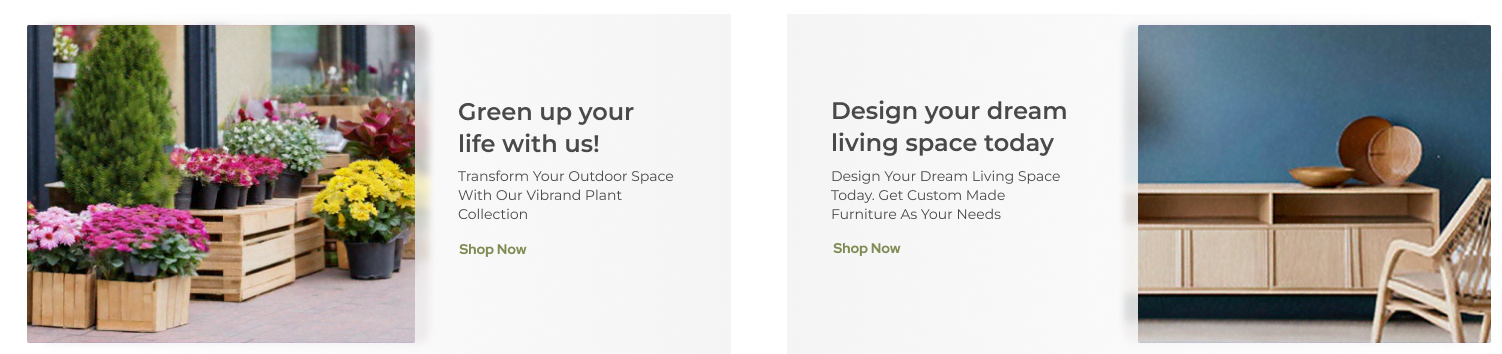 Green up your
life with us!
Transform Your Outdoor Space
With Our Vibrand Plant
Collection
Shop Now
Design your dream
living space today
Design Your Dream Living Space
Today. Get Custom Made
Furniture As Your Needs
Shop Now